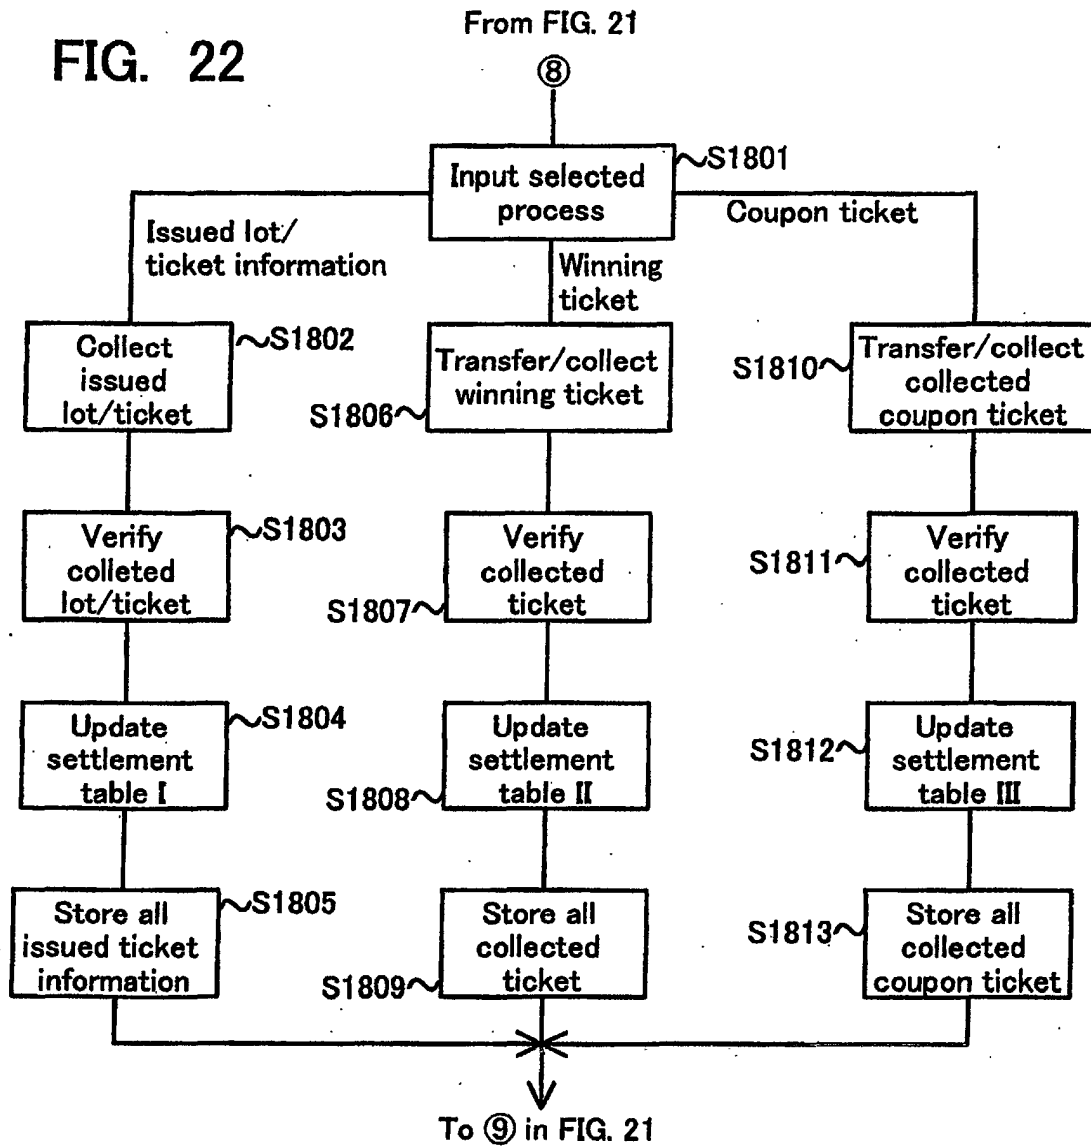 FIG. 22
From FIG. 21
⑧
Input selected
process
S1801
Issued lot/
ticket information
Winning
ticket
Coupon ticket
Collect
issued
lot/ticket
S1802
Transfer/collect
winning ticket
S1806
Transfer/collect
collected
coupon ticket
S1810
Verify
colleted
lot/ticket
S1803
Verify
collected
ticket
S1807
Verify
collected
ticket
S1811
Update
settlement
table I
S1804
Update
settlement
table II
S1808
Update
settlement
table III
S1812
Store all
issued ticket
information
S1805
Store all
collected
ticket
S1809
Store all
collected
coupon ticket
S1813
To ⑨ in FIG. 21